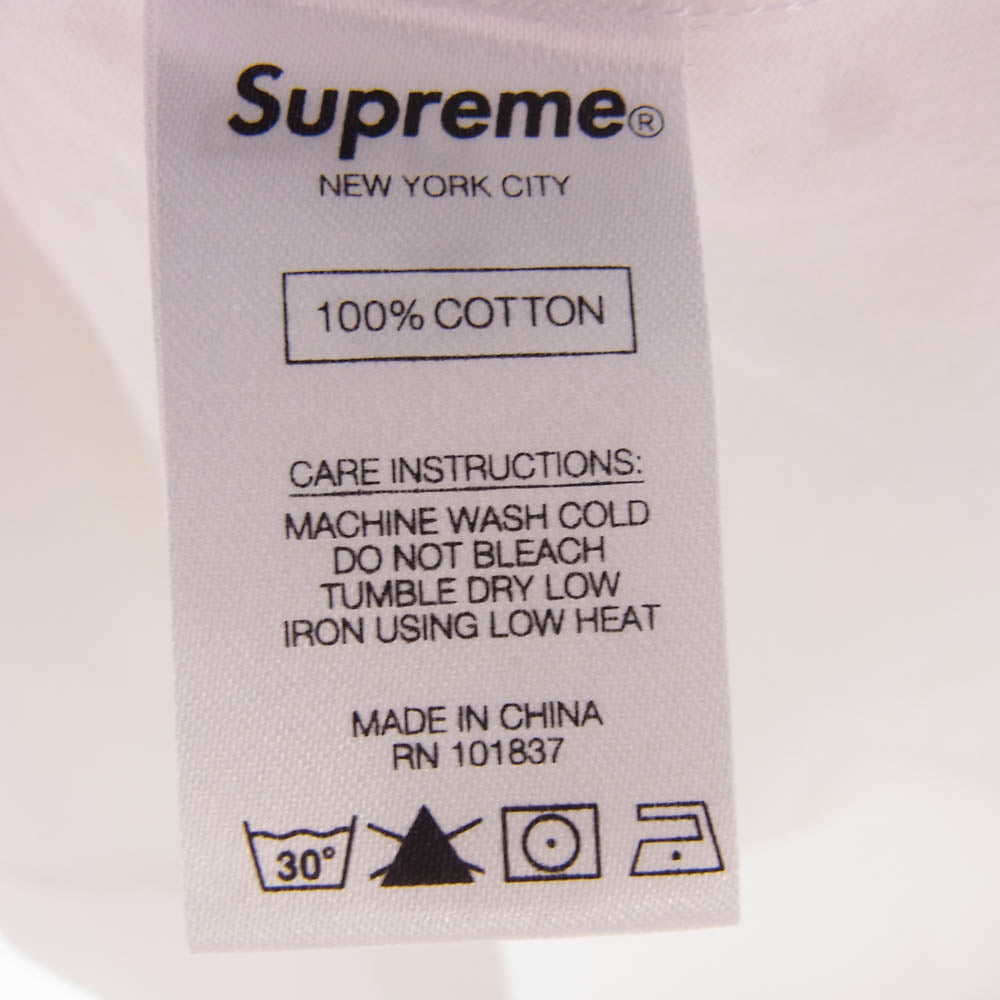 Supreme®
NEW YORK CITY
100% COTTON
CARE INSTRUCTIONS:
MACHINE WASH COLD
DO NOT BLEACH
TUMBLE DRY LOW
IRON USING LOW HEAT
MADE IN CHINA
RN 101837
30°